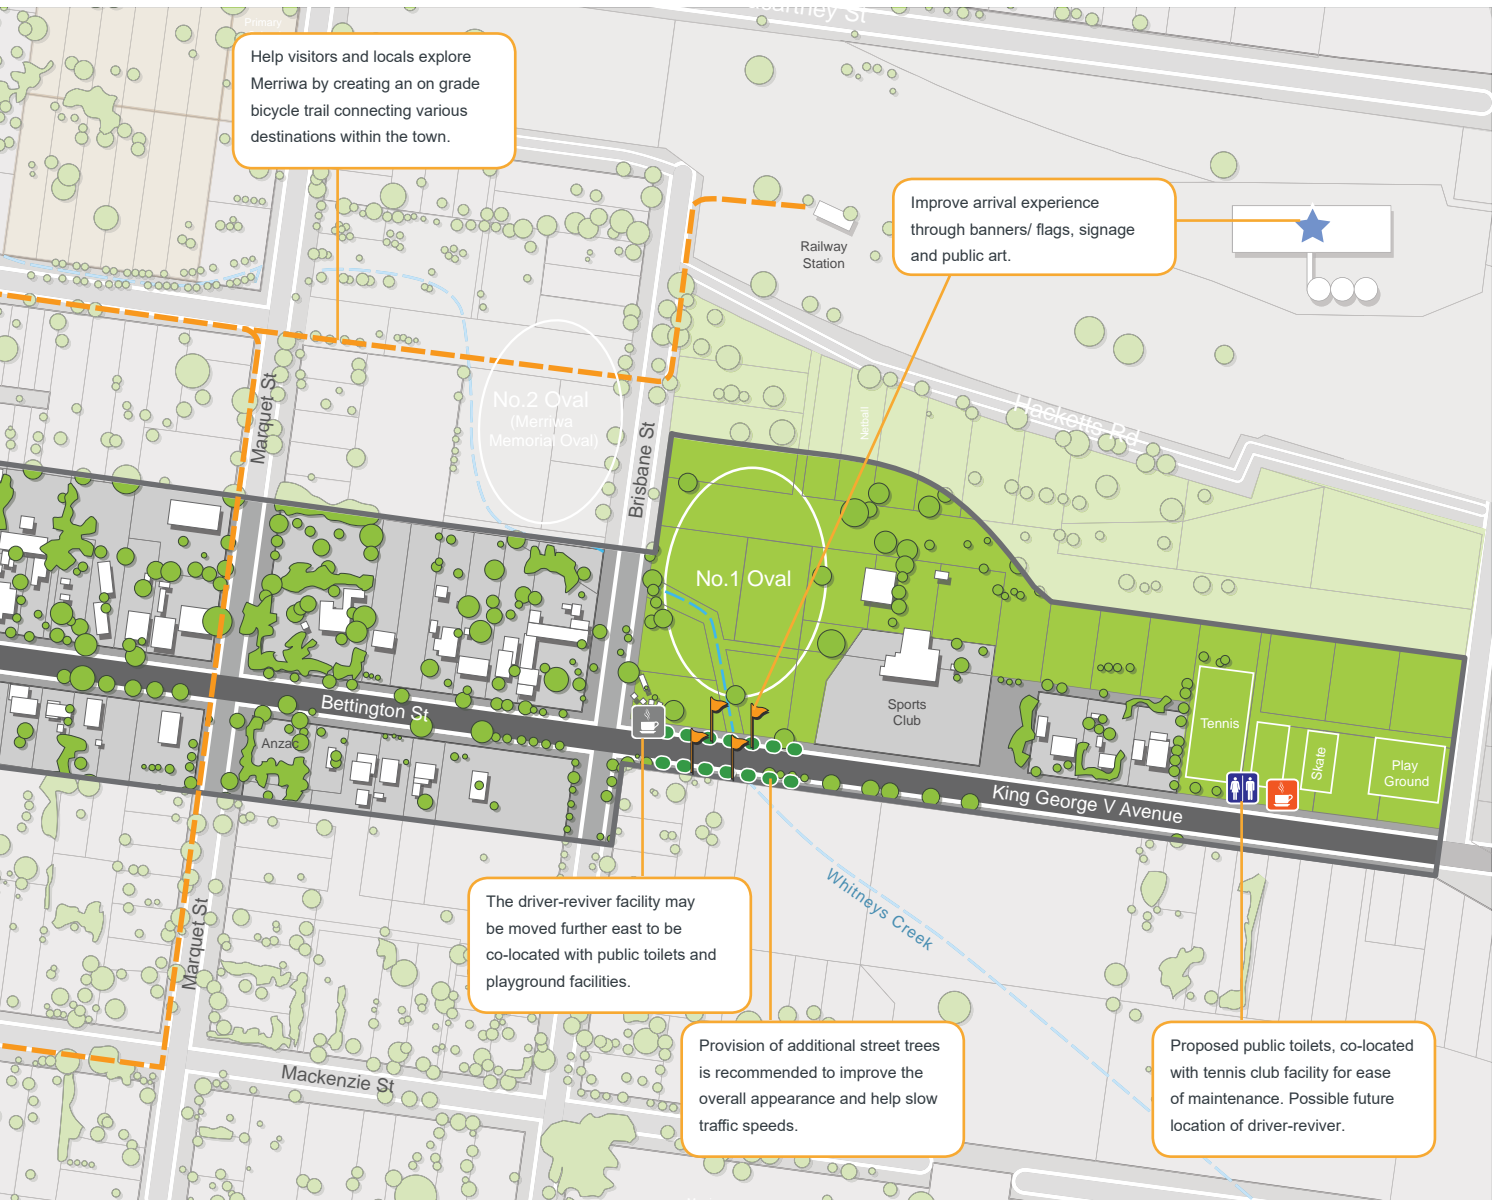 Primary
Help visitors and locals explore
Merriwa by creating an on grade
bicycle trail connecting various
destinations within the town.
Improve arrival experience
through banners/ flags, signage
and public art.
Railway
Station
Marquet St
No.2 Oval
(Merriwa
Memorial Oval)
Brisbane St
Netball
Hacketts Rd
No.1 Oval
Sports
Club
Tennis
Skate
Play
Ground
Bettington St
Anzac
King George V Avenue
Whitneys Creek
Marquet St
The driver-reviver facility may
be moved further east to be
co-located with public toilets and
playground facilities.
Provision of additional street trees
is recommended to improve the
overall appearance and help slow
traffic speeds.
Proposed public toilets, co-located
with tennis club facility for ease
of maintenance. Possible future
location of driver-reviver.
Mackenzie St